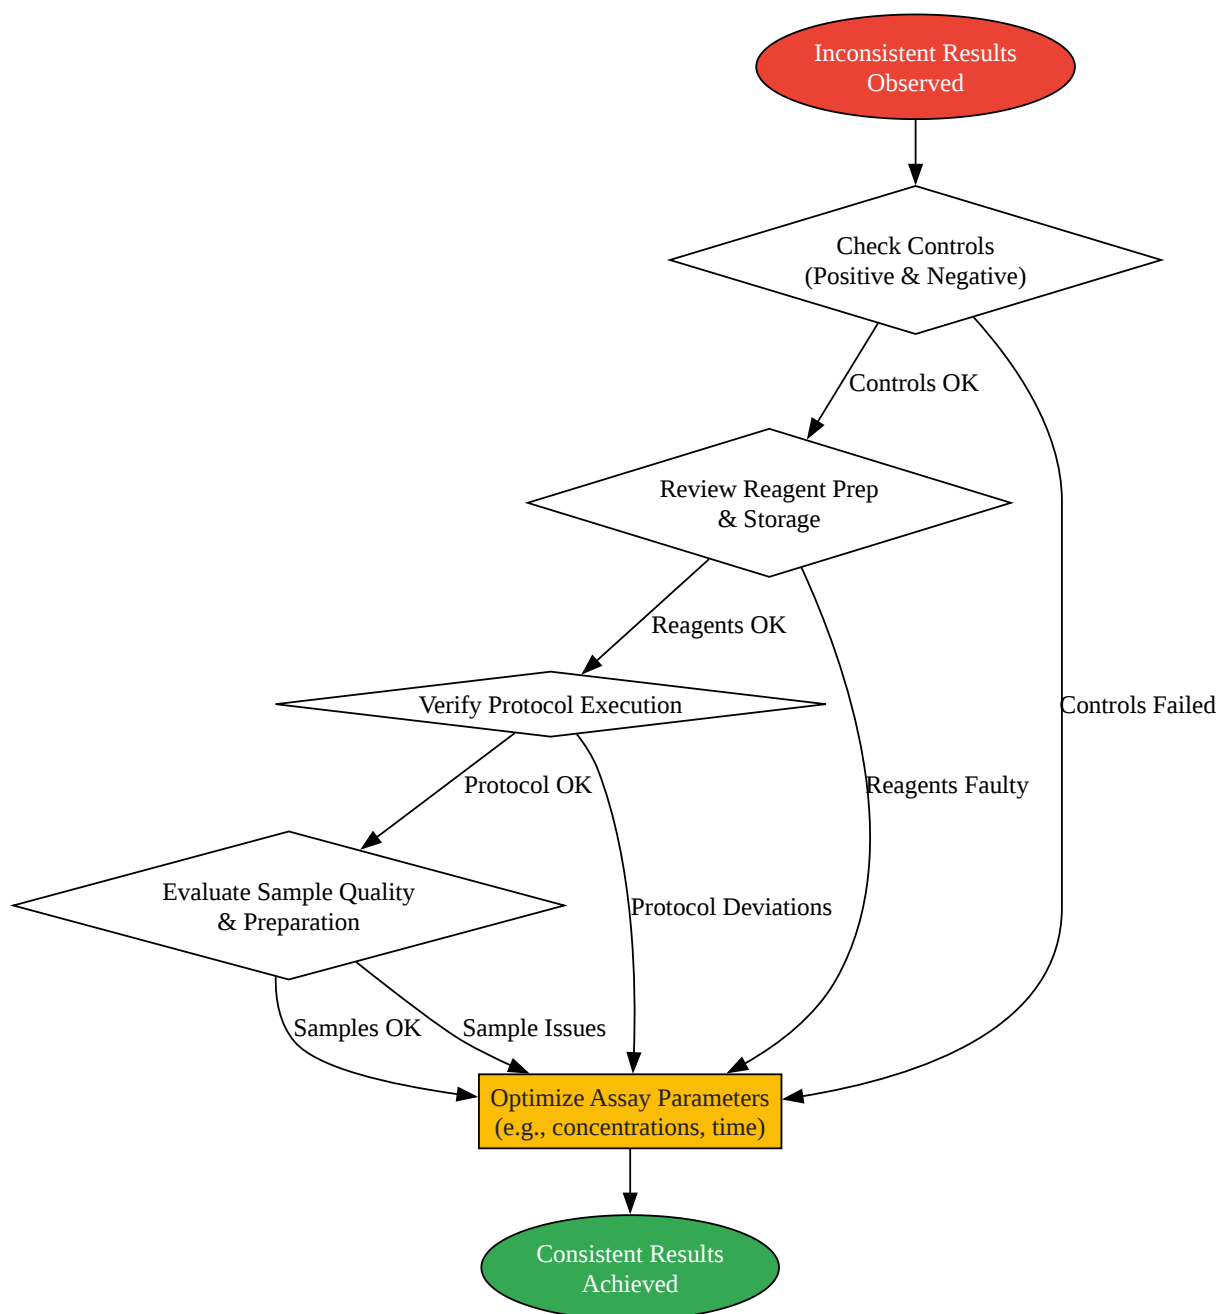 Inconsistent Results
Observed
Check Controls
(Positive & Negative)
Controls OK
Review Reagent Prep
& Storage
Reagents OK
Verify Protocol Execution
Controls Failed
Protocol OK
Reagents Faulty
Evaluate Sample Quality
& Preparation
Protocol Deviations
Samples OK
Sample Issues
Optimize Assay Parameters
(e.g., concentrations, time)
Consistent Results
Achieved